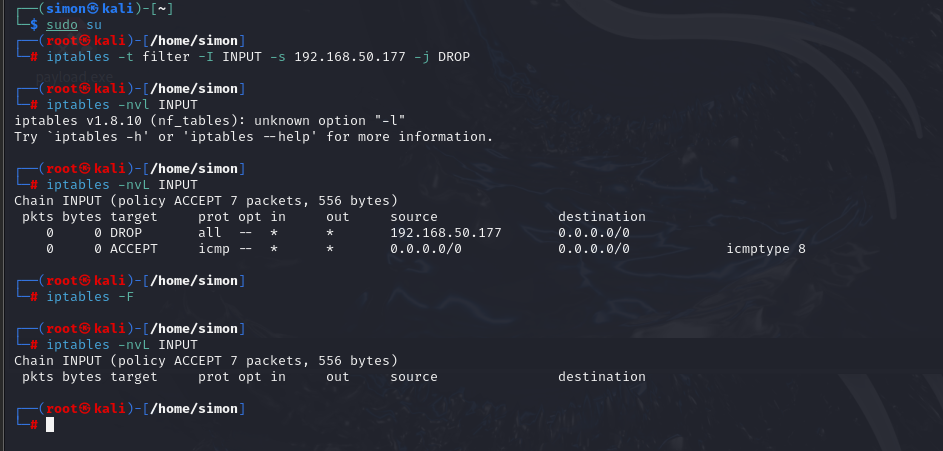 ┌──(simon㉿kali)-[~]
└─$ sudo su
┌──(root㉿kali)-[/home/simon]
└─# iptables -t filter -I INPUT -s 192.168.50.177 -j DROP
payload.exe
┌──(root㉿kali)-[/home/simon]
└─# iptables -nvl INPUT
iptables v1.8.10 (nf_tables): unknown option "-l"
Try `iptables -h' or 'iptables --help' for more information.
┌──(root㉿kali)-[/home/simon]
└─# iptables -nvL INPUT
Chain INPUT (policy ACCEPT 7 packets, 556 bytes)
 pkts bytes target     prot opt in     out     source               destination
    0     0 DROP       all  --  *      *       192.168.50.177       0.0.0.0/0
    0     0 ACCEPT     icmp --  *      *       0.0.0.0/0            0.0.0.0/0            icmptype 8
┌──(root㉿kali)-[/home/simon]
└─# iptables -F
┌──(root㉿kali)-[/home/simon]
└─# iptables -nvL INPUT
Chain INPUT (policy ACCEPT 7 packets, 556 bytes)
 pkts bytes target     prot opt in     out     source               destination
┌──(root㉿kali)-[/home/simon]
└─#